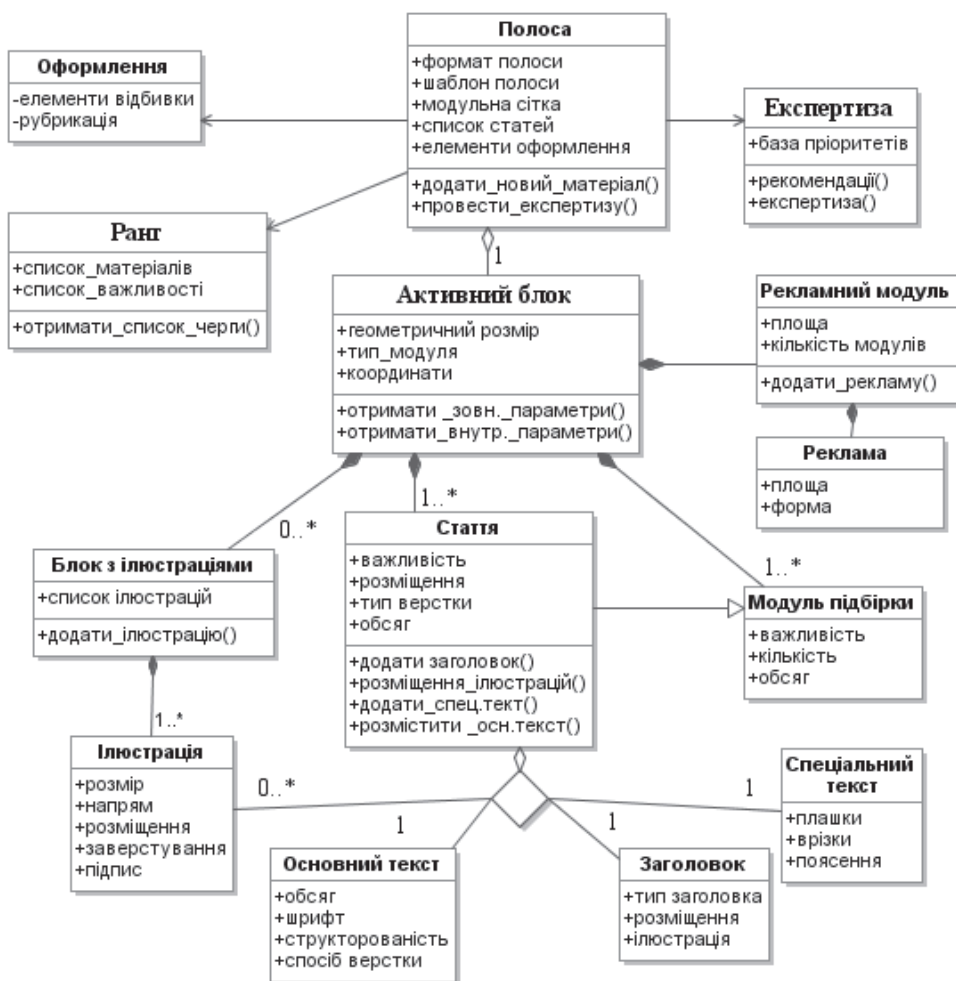 Полоса
+формат полоси
+шаблон полоси
+модульна сітка
+список статей
+елементи оформлення
+додати_новий_матеріал()
+провести_експертизу()
Оформлення
-елементи відбивки
-рубрикація
Експертиза
+база пріоритетів
+рекомендації()
+експертиза()
Ранг
+список_матеріалів
+список_важливості
+отримати_список_черги()
1
Активний блок
+геометричний розмір
+тип_модуля
+координати
+отримати _зовн._параметри()
+отримати_внутр._параметри()
Рекламний модуль
+площа
+кількість модулів
+додати_рекламу()
Реклама
+площа
+форма
0..*
1..*
1..*
Блок з ілюстраціями
+список ілюстрацій
+додати_ілюстрацію()
Стаття
+важливість
+розміщення
+тип верстки
+обсяг
+додати заголовок()
+розміщення_ілюстрацій()
+додати_спец.тект()
+розмістити _осн.текст()
Модуль підбірки
+важливість
+кількість
+обсяг
1..*
Ілюстрація
+розмір
+напрям
+розміщення
+заверстування
+підпис
0..*
1
1
1
Спеціальний
текст
+плашки
+врізки
+поясення
Основний текст
+обсяг
+шрифт
+структорованість
+спосіб верстки
Заголовок
+тип заголовка
+розміщення
+ілюстрація